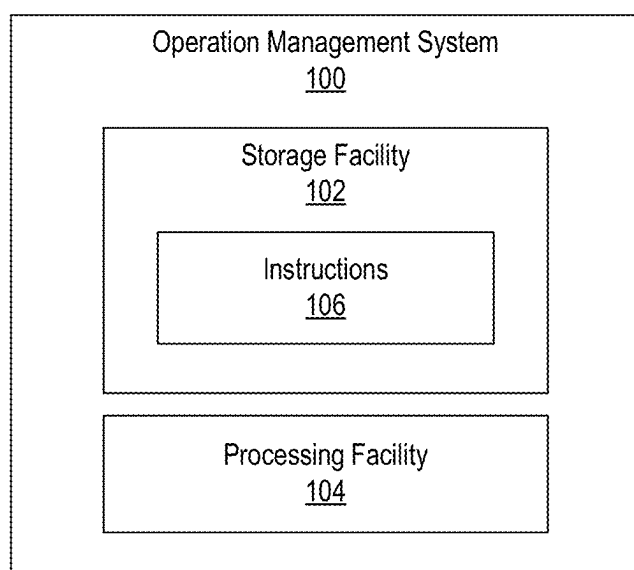 Operation Management System
100
Storage Facility
102
Instructions
106
Processing Facility
104